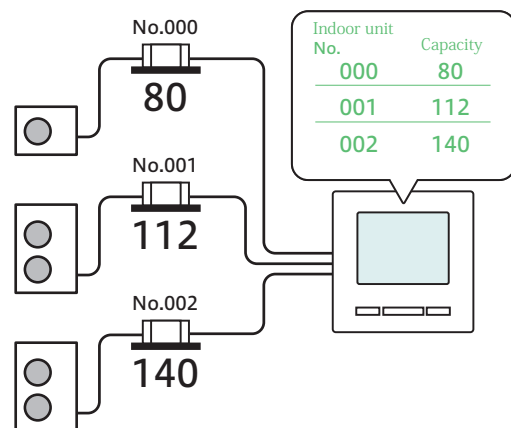 No.000
80
No.001
112
No.002
140
Indoor unit
No. Capacity
000 80
001 112
002 140